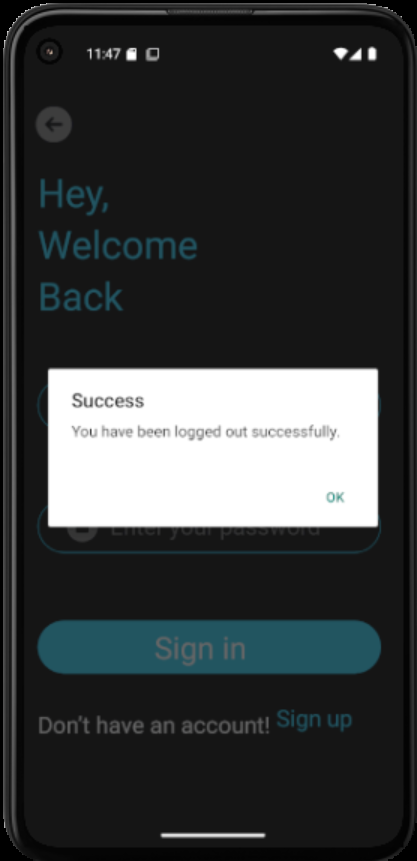 11:47
Hey,
Welcome
Back
Success
You have been logged out successfully.
OK
Enter your password
Sign in
Don't have an account! Sign up